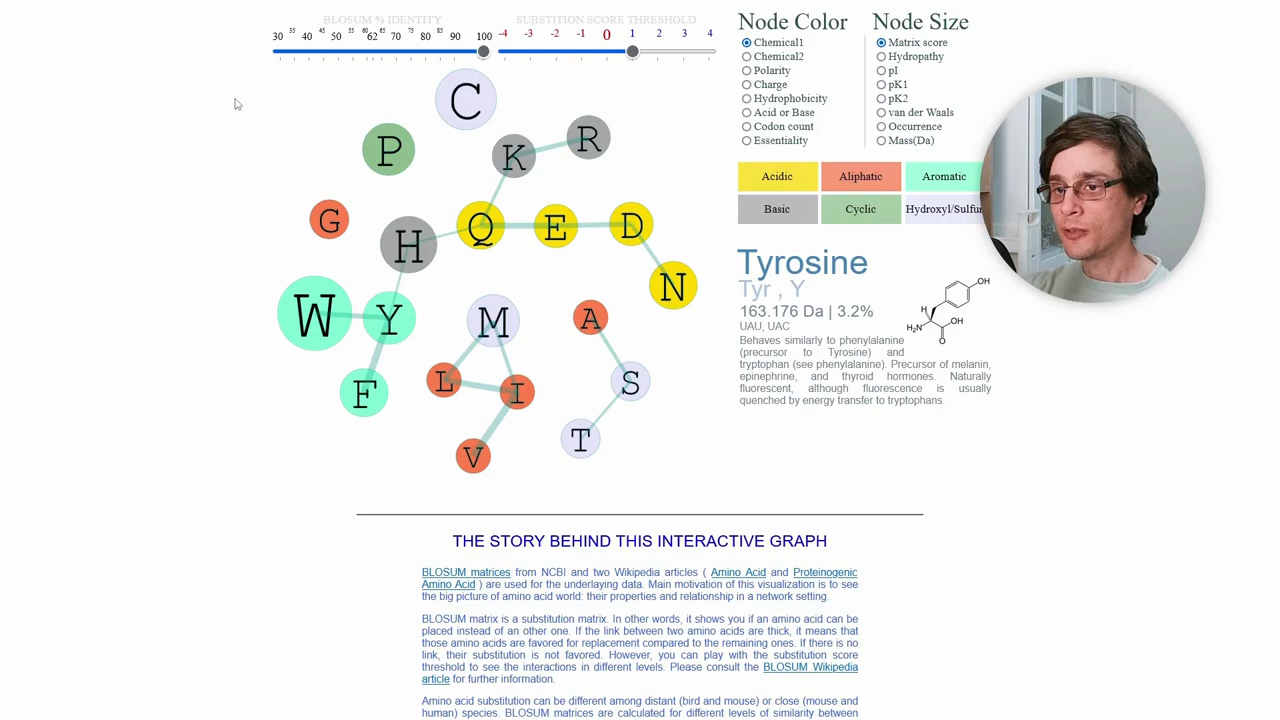 BLOSUM % IDENTITY
SUBSTITION SCORE THRESHOLD
30 35 40 45 50 55 60 62 65 70 75 80 85 90 100
-4 -3 -2 -1 0 1 2 3 4
Node Color
Chemical1
Chemical2
Polarity
Charge
Hydrophobicity
Acid or Base
Codon count
Essentiality
Node Size
Matrix score
Hydropathy
pI
pK1
pK2
van der Waals
Occurrence
Mass(Da)
Acidic
Aliphatic
Aromatic
Basic
Cyclic
Hydroxyl/Sulfur
C
P
K
R
G
H
Q
E
D
N
W
Y
M
A
F
L
I
S
V
T
Tyrosine
Tyr , Y
163.176 Da | 3.2%
UAU, UAC
Behaves similarly to phenylalanine
(precursor to Tyrosine) and
tryptophan (see phenylalanine). Precursor of melanin,
epinephrine, and thyroid hormones. Naturally
fluorescent, although fluorescence is usually
quenched by energy transfer to tryptophans.
OH
H
OH
H2N
O
THE STORY BEHIND THIS INTERACTIVE GRAPH
BLOSUM matrices from NCBI and two Wikipedia articles ( Amino Acid and Proteinogenic
Amino Acid ) are used for the underlaying data. Main motivation of this visualization is to see
the big picture of amino acid world: their properties and relationship in a network setting.
BLOSUM matrix is a substitution matrix. In other words, it shows you if an amino acid can be
placed instead of an other one. If the link between two amino acids are thick, it means that
those amino acids are favored for replacement compared to the remaining ones. If there is no
link, their substitution is not favored. However, you can play with the substitution score
threshold to see the interactions in different levels. Please consult the BLOSUM Wikipedia
article for further information.
Amino acid substitution can be different among distant (bird and mouse) or close (mouse and
human) species. BLOSUM matrices are calculated for different levels of similarity between